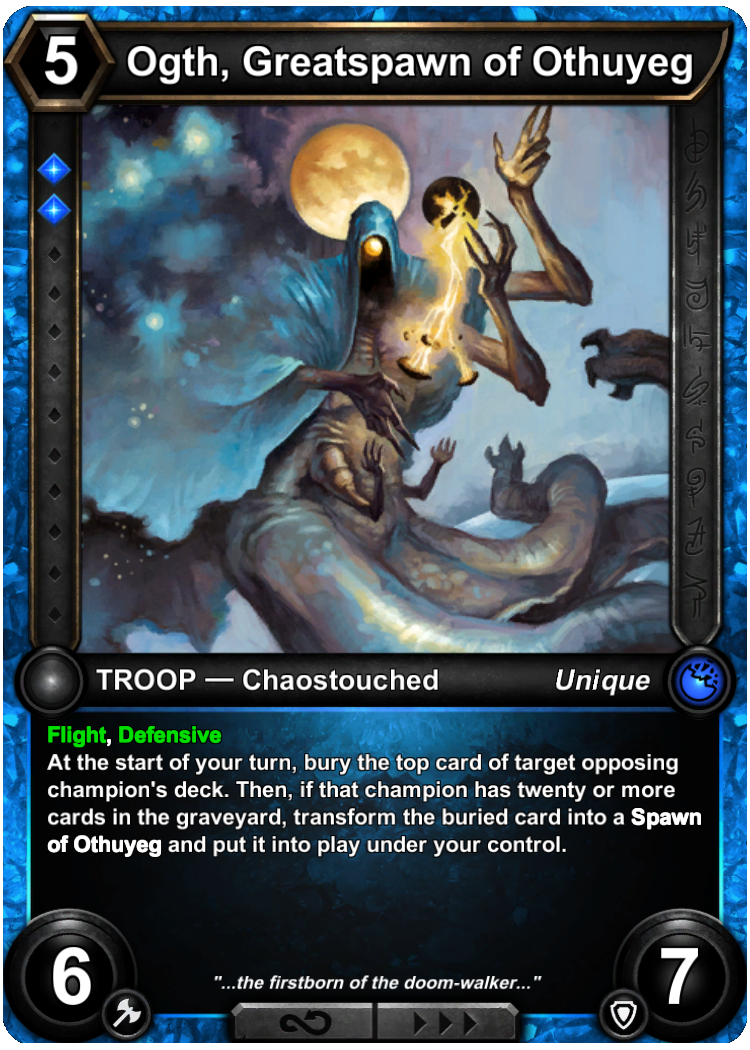 5
Ogth, Greatspawn of Othuyeg
TROOP — Chaostouched
Unique
Flight, Defensive
At the start of your turn, bury the top card of target opposing
champion's deck. Then, if that champion has twenty or more
cards in the graveyard, transform the buried card into a Spawn
of Othuyeg and put it into play under your control.
6
"...the firstborn of the doom-walker..."
7